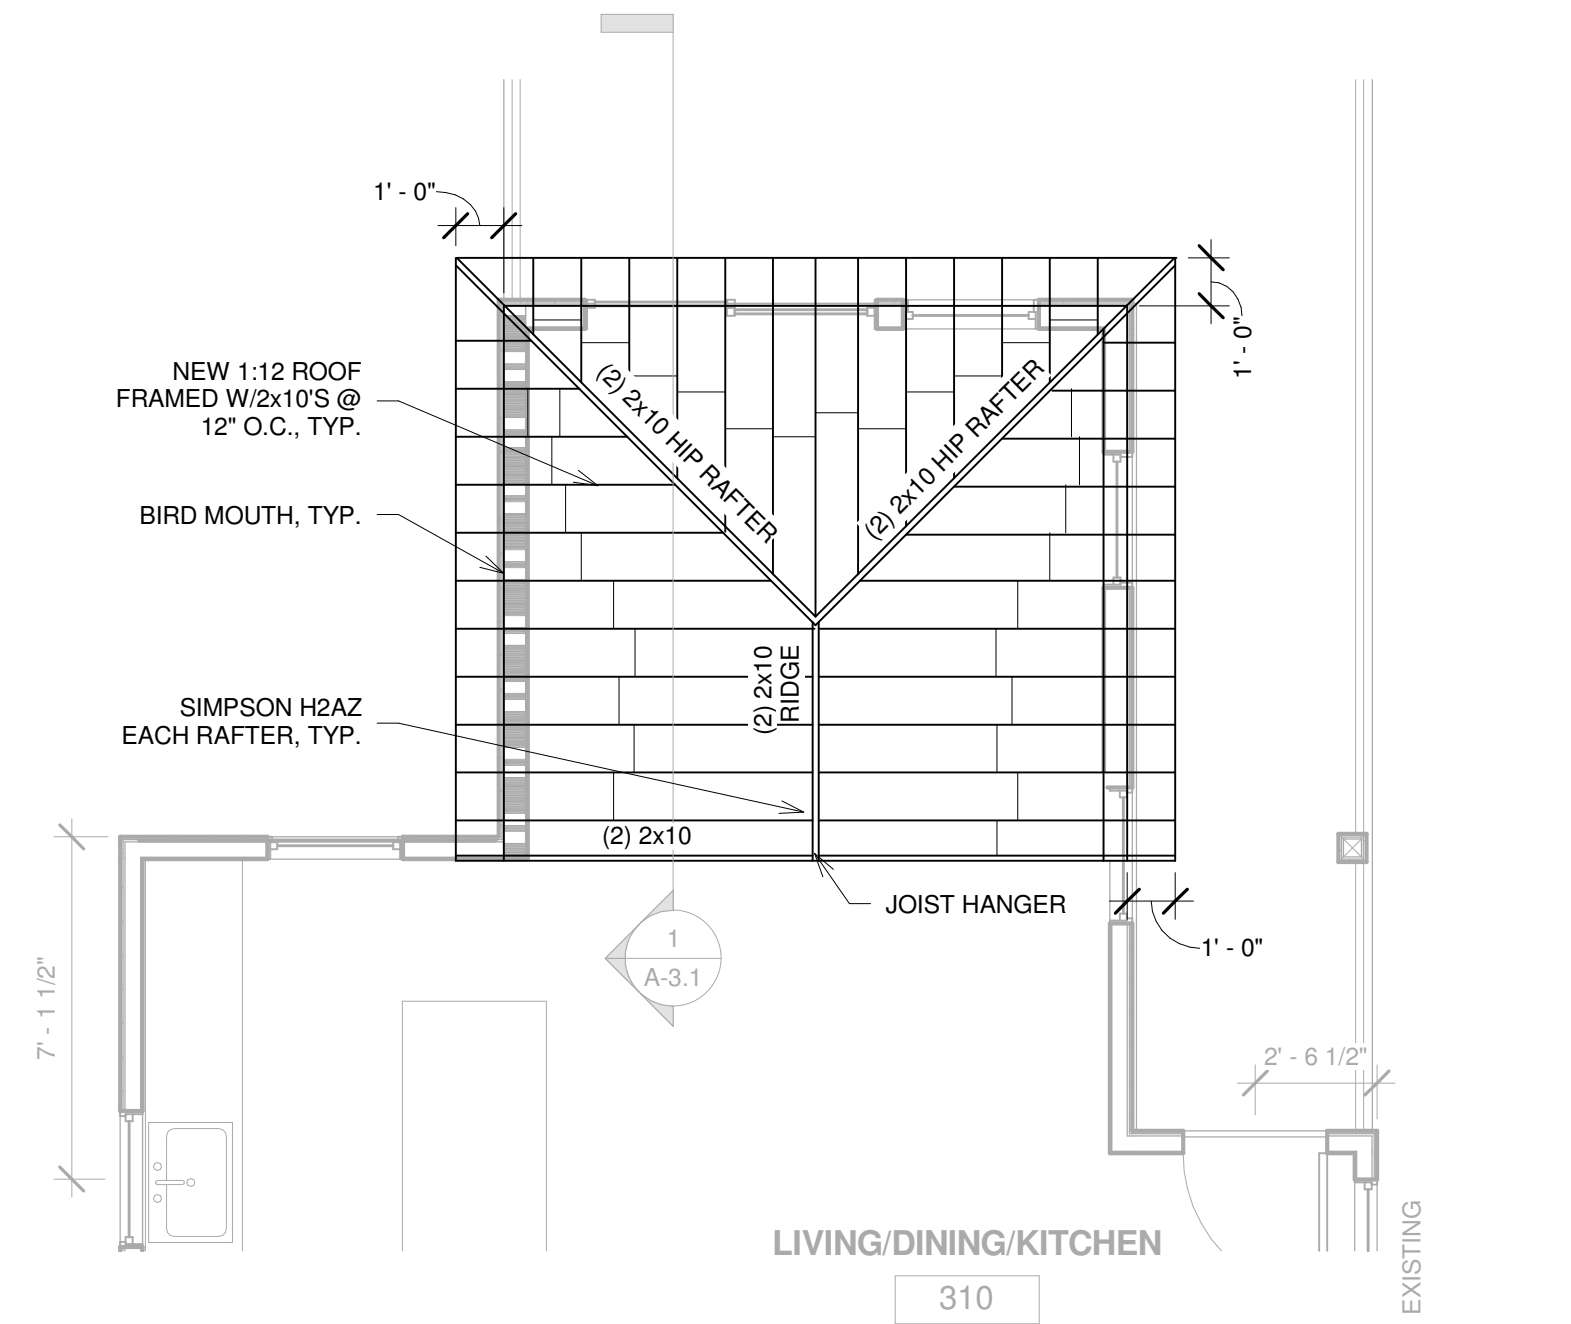 1' - 0"
1' - 0"
NEW 1:12 ROOF
FRAMED W/2x10'S @
12" O.C., TYP.
(2) 2x10 HIP RAFTER
(2) 2x10 HIP RAFTER
BIRD MOUTH, TYP.
(2) 2x10
RIDGE
SIMPSON H2AZ
EACH RAFTER, TYP.
(2) 2x10
JOIST HANGER
1
A-3.1
1' - 0"
7' - 1 1/2"
2' - 6 1/2"
LIVING/DINING/KITCHEN
310
EXISTING